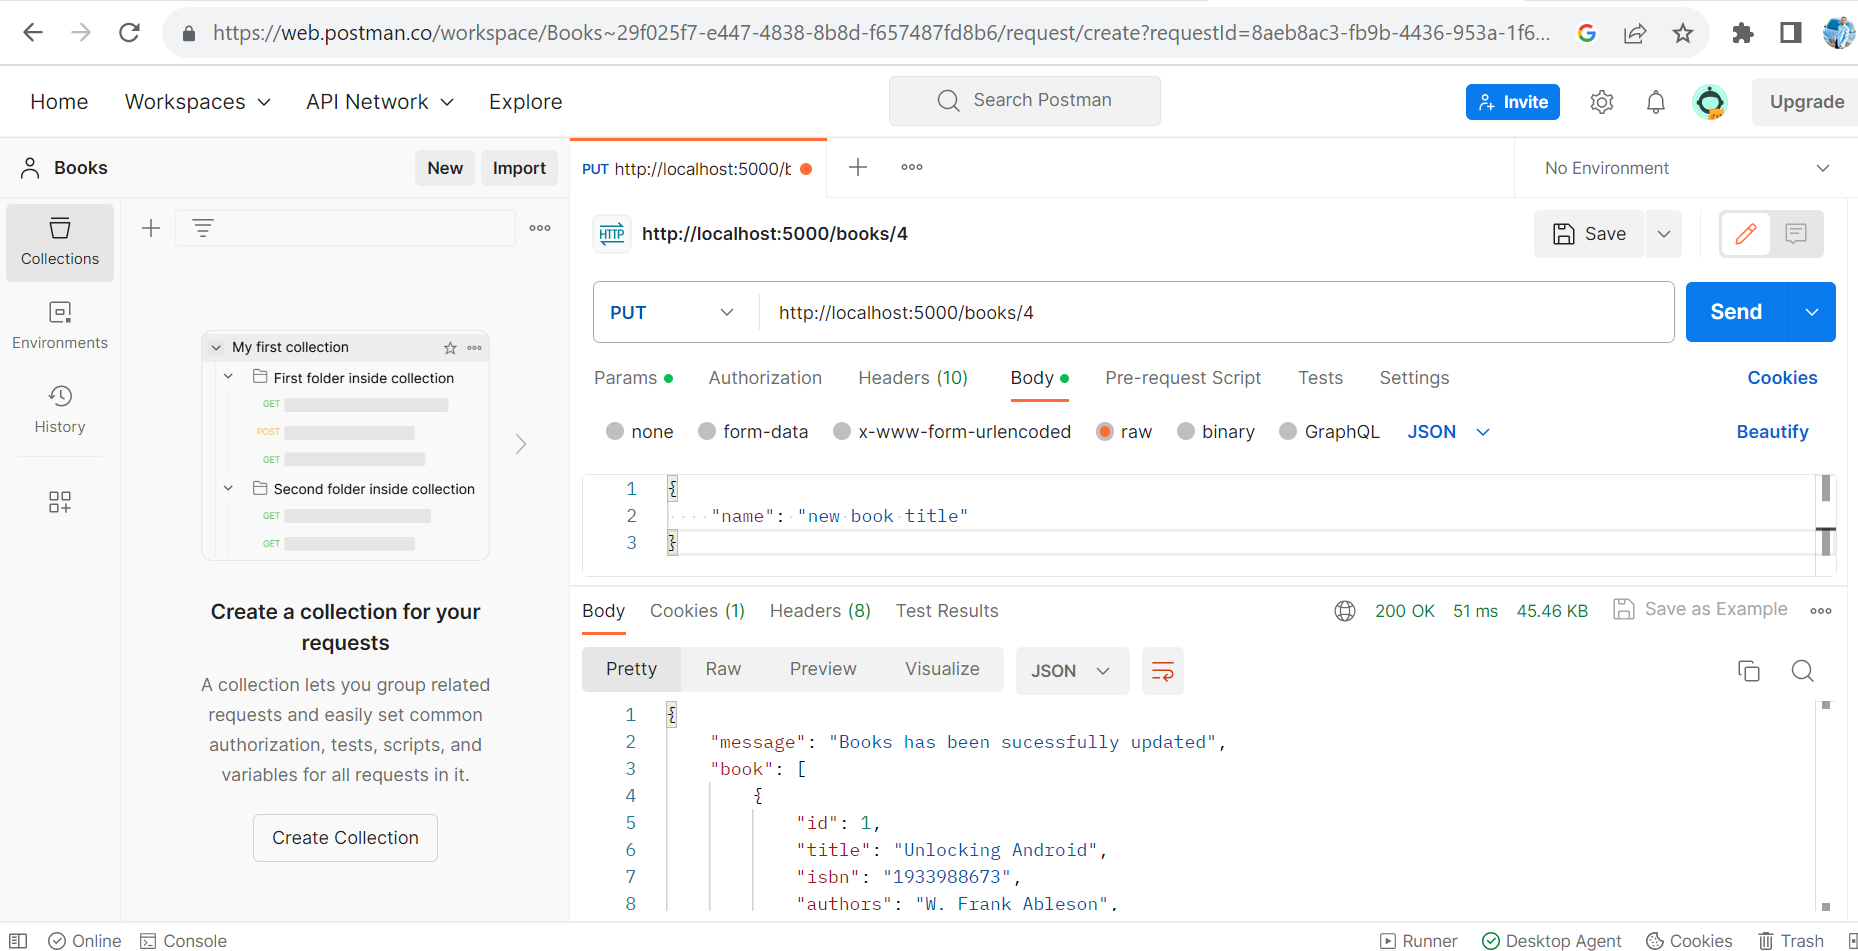 https://web.postman.co/workspace/Books~29f025f7-e447-4838-8b8d-f657487fd8b6/request/create?requestId=8aeb8ac3-fb9b-4436-953a-1f6...
Home Workspaces API Network Explore Search Postman Invite Upgrade
Books New Import PUT http://localhost:5000/b No Environment
Collections
Environments
History
My first collection
First folder inside collection
GET
POST
GET
Second folder inside collection
GET
GET
Create a collection for your
requests
A collection lets you group related
requests and easily set common
authorization, tests, scripts, and
variables for all requests in it.
Create Collection
HTTP http://localhost:5000/books/4 Save
PUT http://localhost:5000/books/4 Send
Params Authorization Headers (10) Body Pre-request Script Tests Settings Cookies
none form-data x-www-form-urlencoded raw binary GraphQL JSON Beautify
1 {
2 "name": "new book title"
3 }
Body Cookies (1) Headers (8) Test Results 200 OK 51 ms 45.46 KB Save as Example
Pretty Raw Preview Visualize JSON
1 {
2 "message": "Books has been sucessfully updated",
3 "book": [
4 {
5 "id": 1,
6 "title": "Unlocking Android",
7 "isbn": "1933988673",
8 "authors": "W. Frank Ableson",
Online Console Runner Desktop Agent Cookies Trash